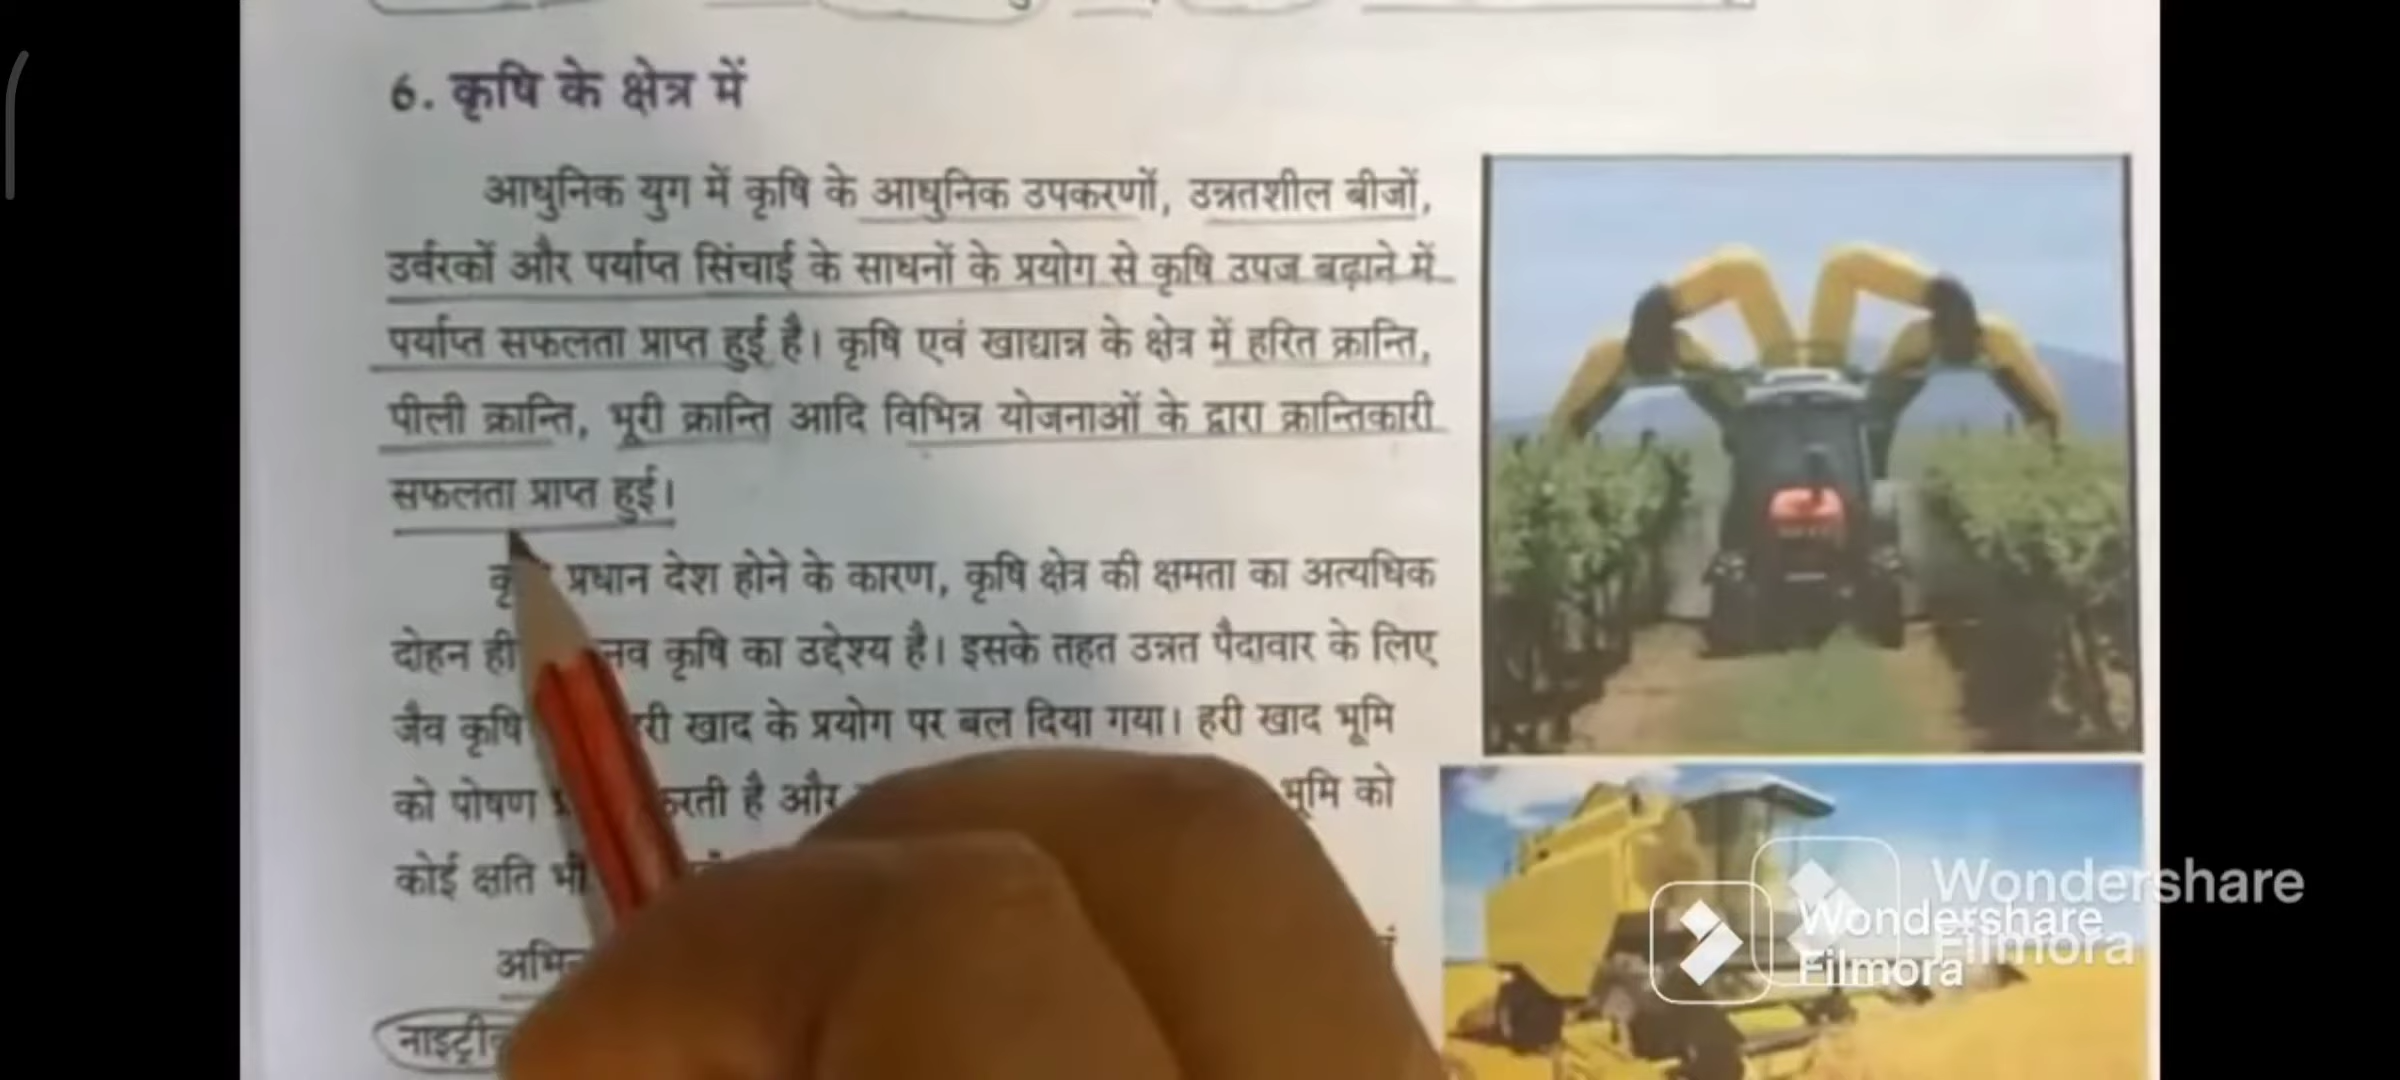 6. कृषि के क्षेत्र में
आधुनिक युग में कृषि के आधुनिक उपकरणों, उन्नतशील बीजों,
उर्वरकों और पर्याप्त सिंचाई के साधनों के प्रयोग से कृषि उपज बढ़ाने में
पर्याप्त सफलता प्राप्त हुई है। कृषि एवं खाद्यान्न के क्षेत्र में हरित क्रान्ति,
पीली क्रान्ति, भूरी क्रान्ति आदि विभिन्न योजनाओं के द्वारा क्रान्तिकारी
सफलता प्राप्त हुई।
प्रधान देश होने के कारण, कृषि क्षेत्र की क्षमता का अत्यधिक
दोहन ही कृषि का उद्देश्य है। इसके तहत उन्नत पैदावार के लिए
जैव कृषि खाद के प्रयोग पर बल दिया गया। हरी खाद भूमि
को पोषण है और भूमि को
कोई क्षति भी
Wondershare
Filmora
Wondershare
Filmora